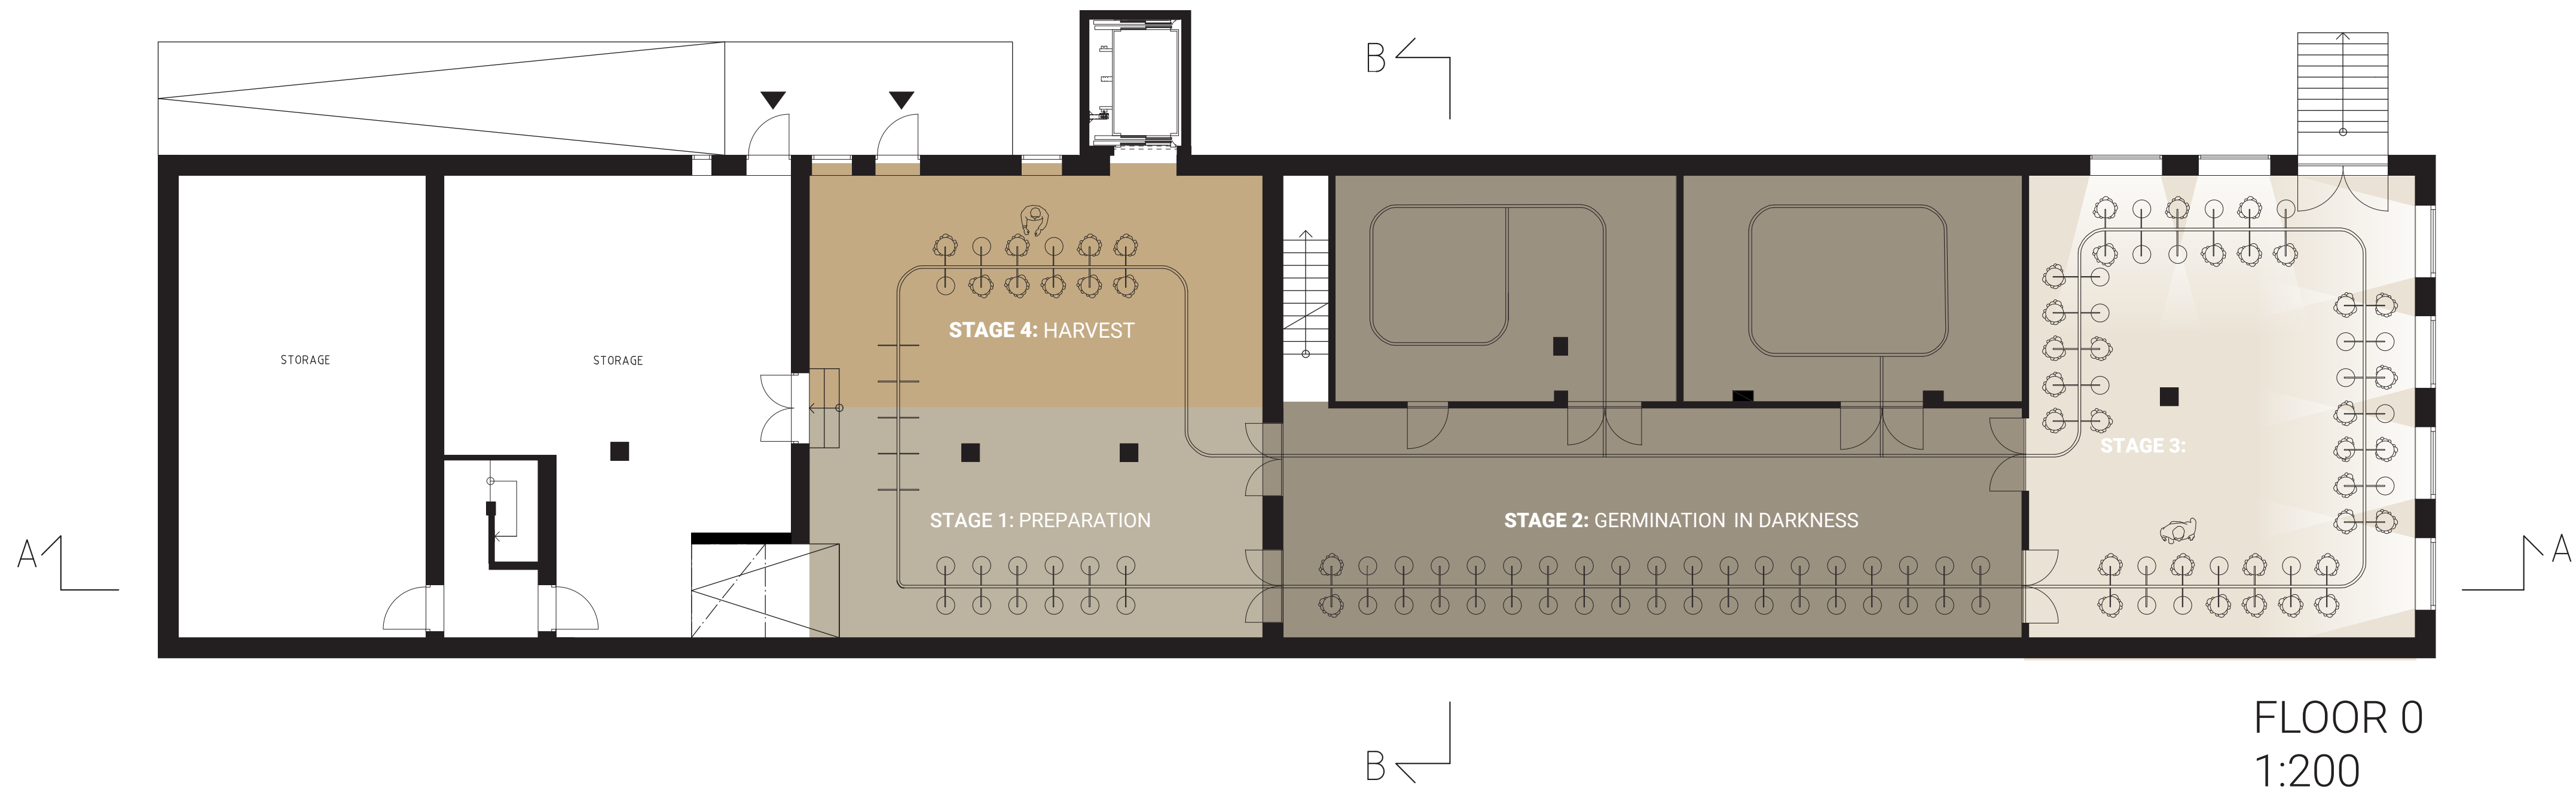 B
STORAGE
STORAGE
STAGE 4: HARVEST
STAGE 3:
STAGE 1: PREPARATION
STAGE 2: GERMINATION IN DARKNESS
A
A
B
FLOOR 0
1:200